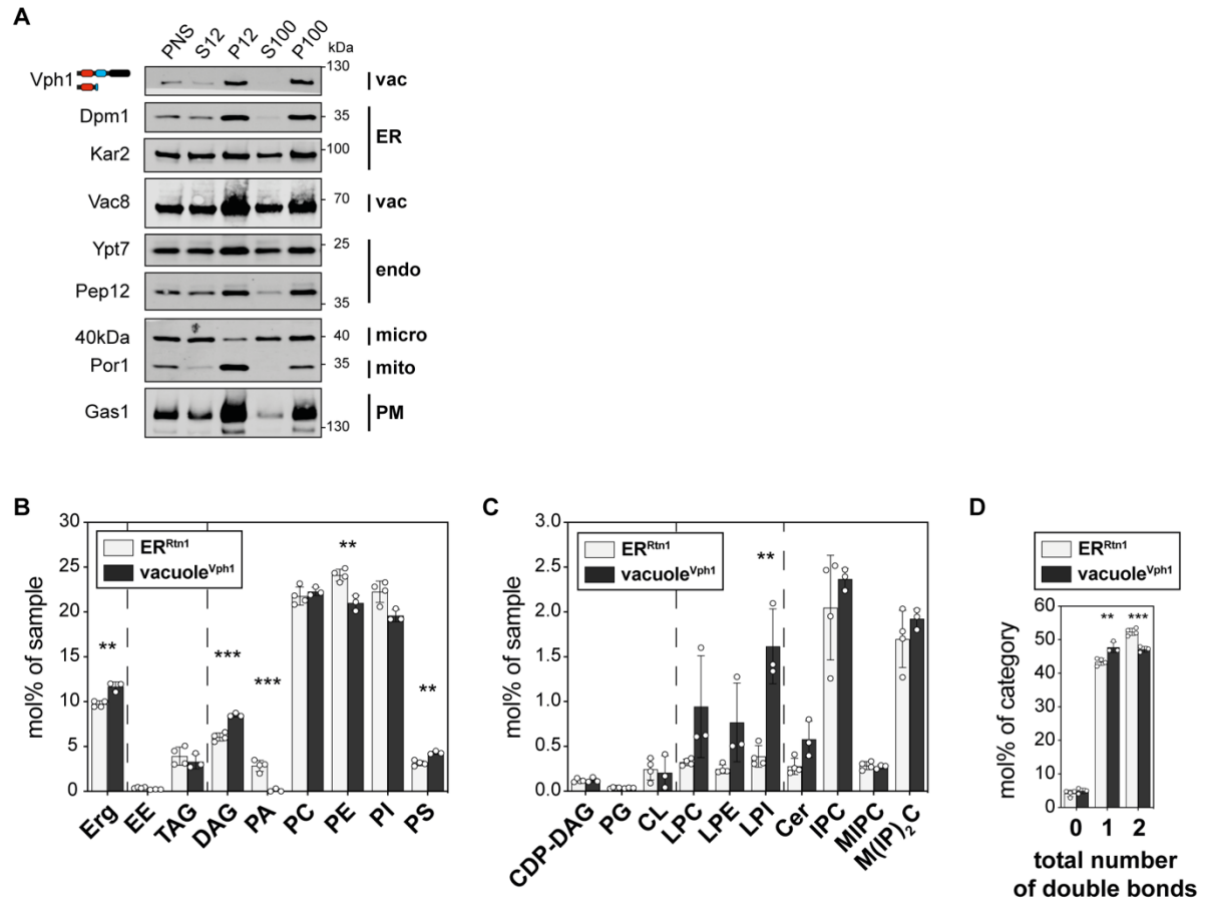 A
PNS S12 P12 S100 P100 kDa
Vph1 130 vac
Dpm1 35 ER
Kar2 100
Vac8 70 vac
Ypt7 25 endo
Pep12 35
40kDa 40 micro
Por1 35 mito
Gas1 130 PM
B
mol% of sample
30
25
20
15
10
5
0
ER^Rtn1
vacuole^Vph1
** *** *** ** **
Erg EE TAG DAG PA PC PE PI PS
C
mol% of sample
3.0
2.5
2.0
1.5
1.0
0.5
0.0
ER^Rtn1
vacuole^Vph1
**
CDP-DAG PG CL LPC LPE LPI Cer IPC MIPC M(IP)₂C
D
ER^Rtn1
vacuole^Vph1
mol% of category
60
50
40
30
20
10
0
** ***
0 1 2
total number
of double bonds